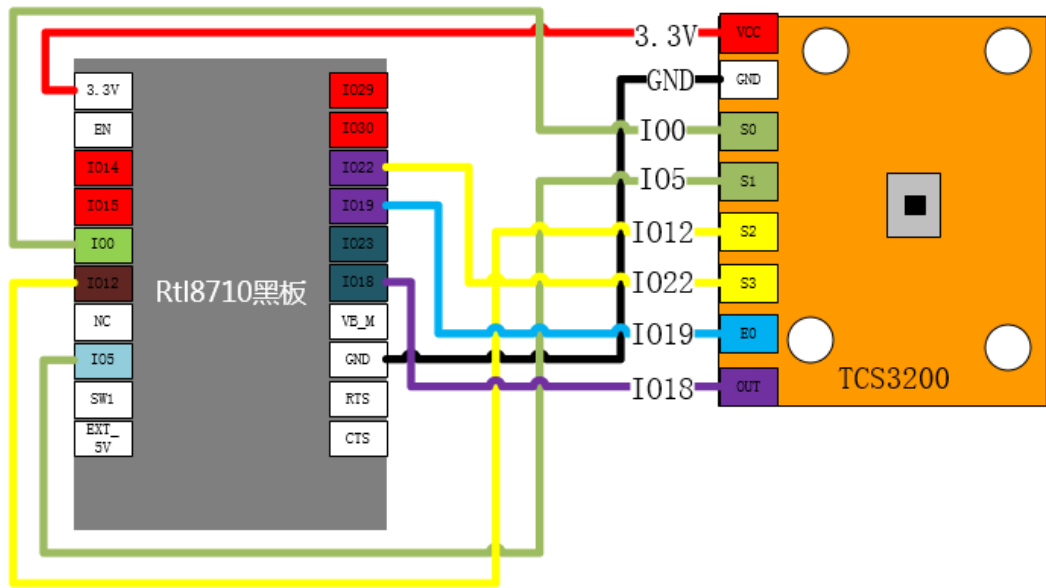 3.3V
EN
IO14
IO15
IO0
IO12
NC
IO5
SW1
EXT_
5V
Rtl8710黑板
IO29
IO30
IO22
IO19
IO23
IO18
VB_M
GND
RTS
CTS
3.3V
GND
IO0
IO5
IO12
IO22
IO19
IO18
VCC
GND
S0
S1
S2
S3
E0
OUT
TCS3200